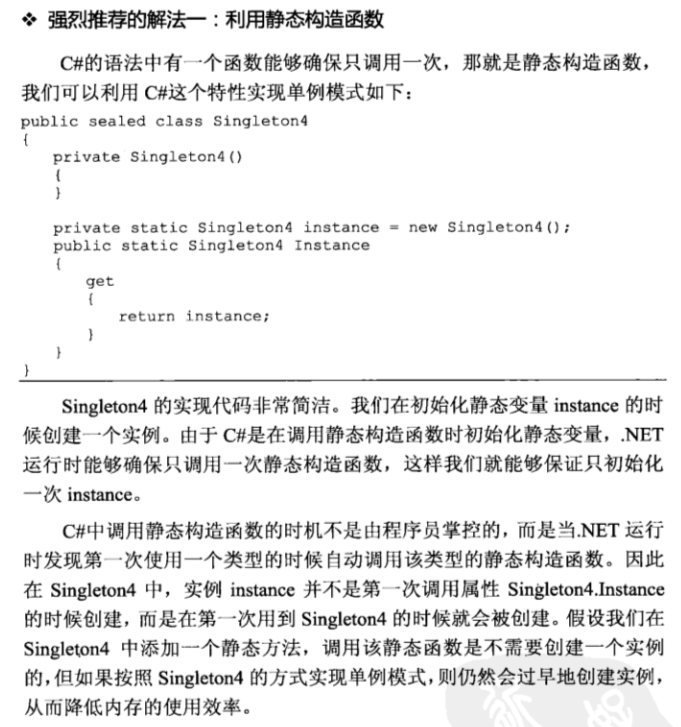 ❖ 强烈推荐的解法一：利用静态构造函数
C#的语法中有一个函数能够确保只调用一次，那就是静态构造函数，
我们可以利用 C#这个特性实现单例模式如下：
public sealed class Singleton4
{
private Singleton4()
{
}
private static Singleton4 instance = new Singleton4();
public static Singleton4 Instance
{
get
{
return instance;
}
}
}
Singleton4 的实现代码非常简洁。我们在初始化静态变量 instance 的时
候创建一个实例。由于 C#是在调用静态构造函数时初始化静态变量，.NET
运行时能够确保只调用一次静态构造函数，这样我们就能够保证只初始化
一次 instance。
C#中调用静态构造函数的时机不是由程序员掌控的，而是当.NET 运行
时发现第一次使用一个类型的时候自动调用该类型的静态构造函数。因此
在 Singleton4 中，实例 instance 并不是第一次调用属性 Singleton4.Instance
的时候创建，而是在第一次用到 Singleton4 的时候就会被创建。假设我们在
Singleton4 中添加一个静态方法，调用该静态函数是不需要创建一个实例
的，但如果按照 Singleton4 的方式实现单例模式，则仍然会过早地创建实例，
从而降低内存的使用效率。